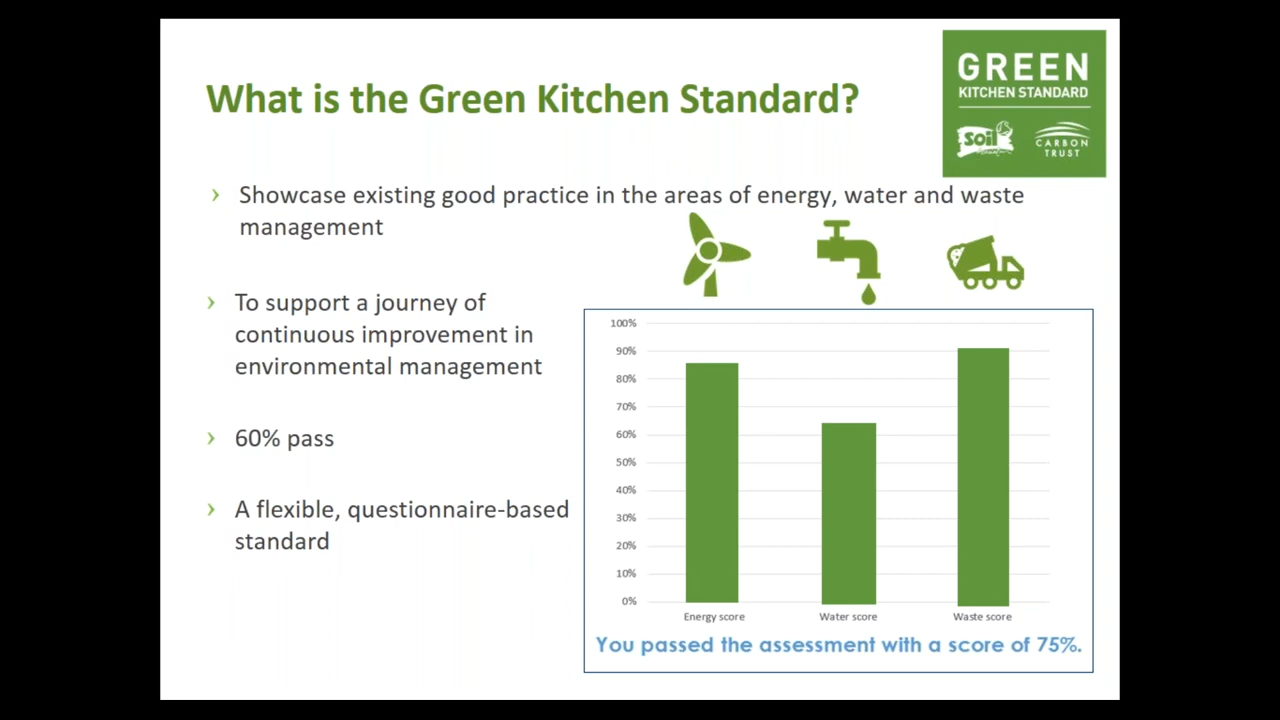 What is the Green Kitchen Standard?
GREEN
KITCHEN STANDARD
Soil
CARBON
TRUST
› Showcase existing good practice in the areas of energy, water and waste
management
› To support a journey of
continuous improvement in
environmental management
› 60% pass
› A flexible, questionnaire-based
standard
100%
90%
80%
70%
60%
50%
40%
30%
20%
10%
0%
Energy score Water score Waste score
You passed the assessment with a score of 75%.